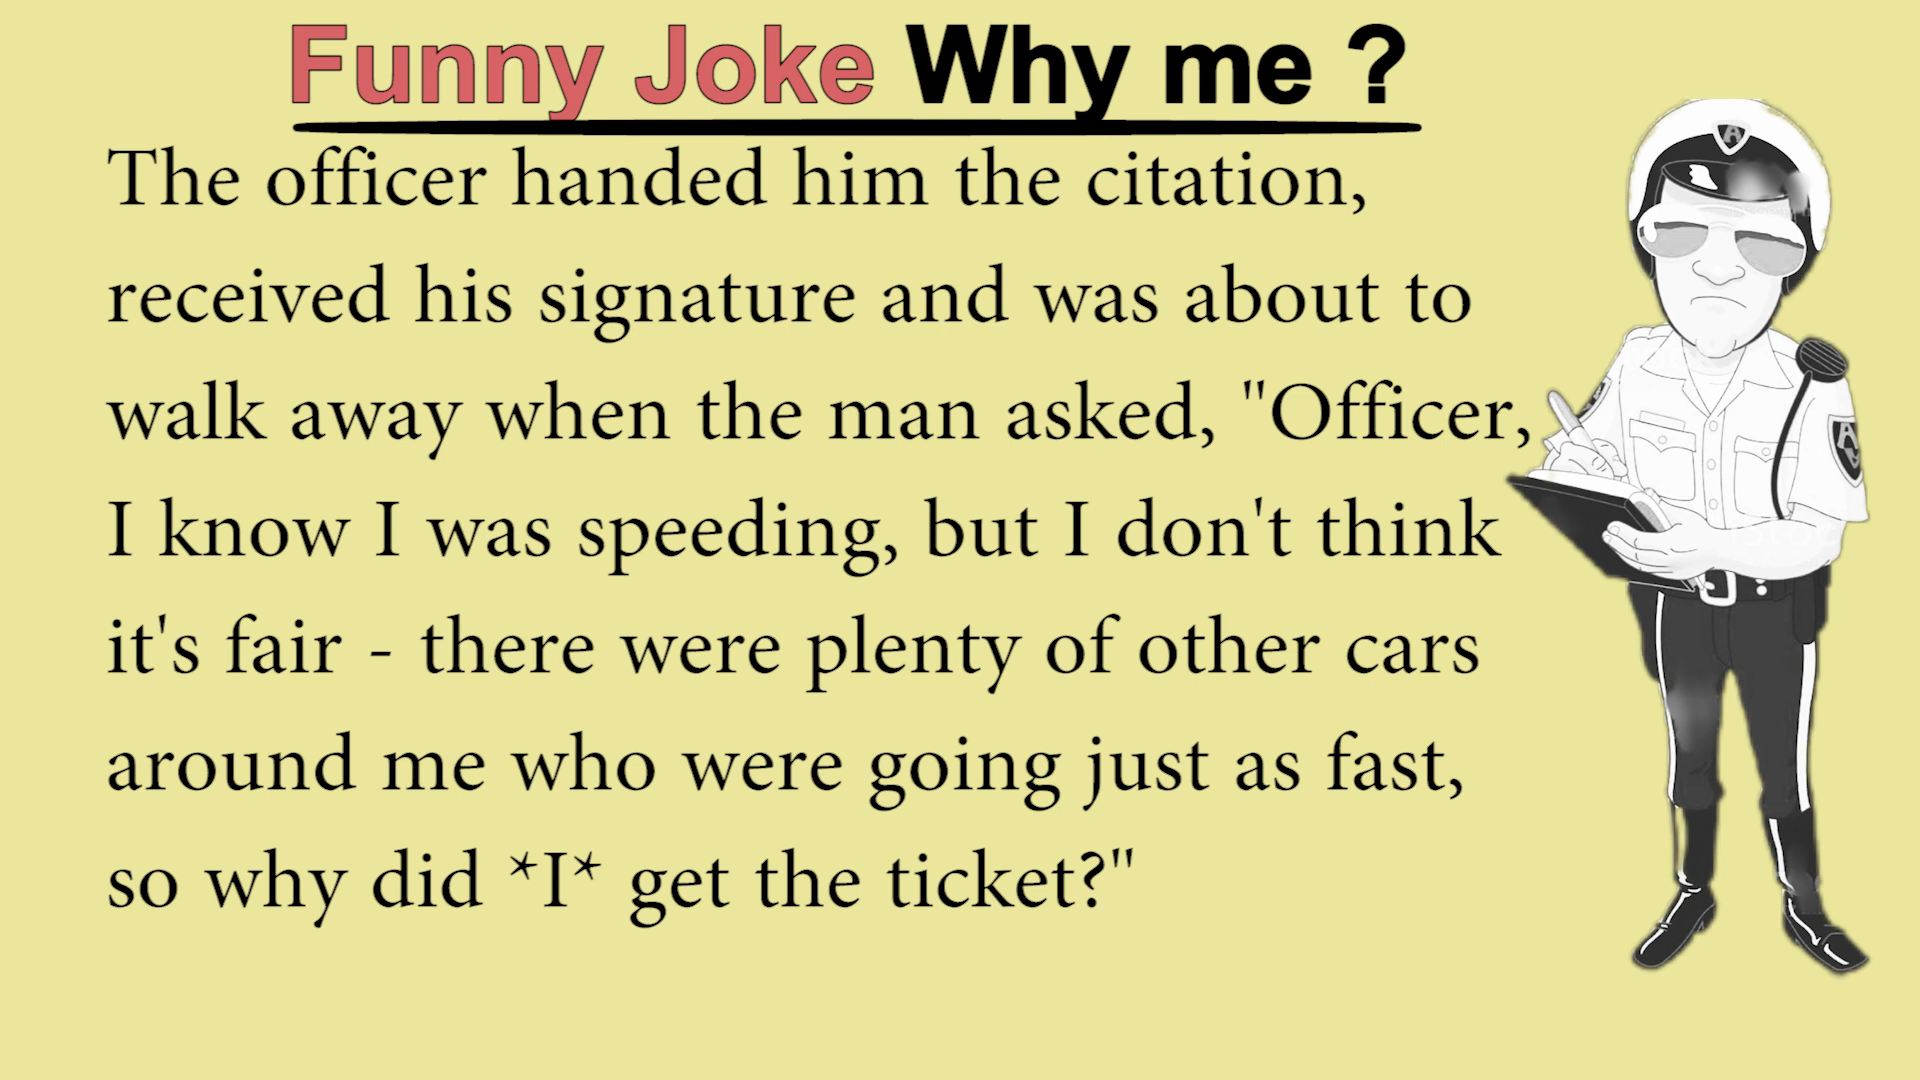 Funny Joke Why me ?
The officer handed him the citation,
received his signature and was about to
walk away when the man asked, "Officer,
I know I was speeding, but I don't think
it's fair - there were plenty of other cars
around me who were going just as fast,
so why did *I* get the ticket?"
A
A